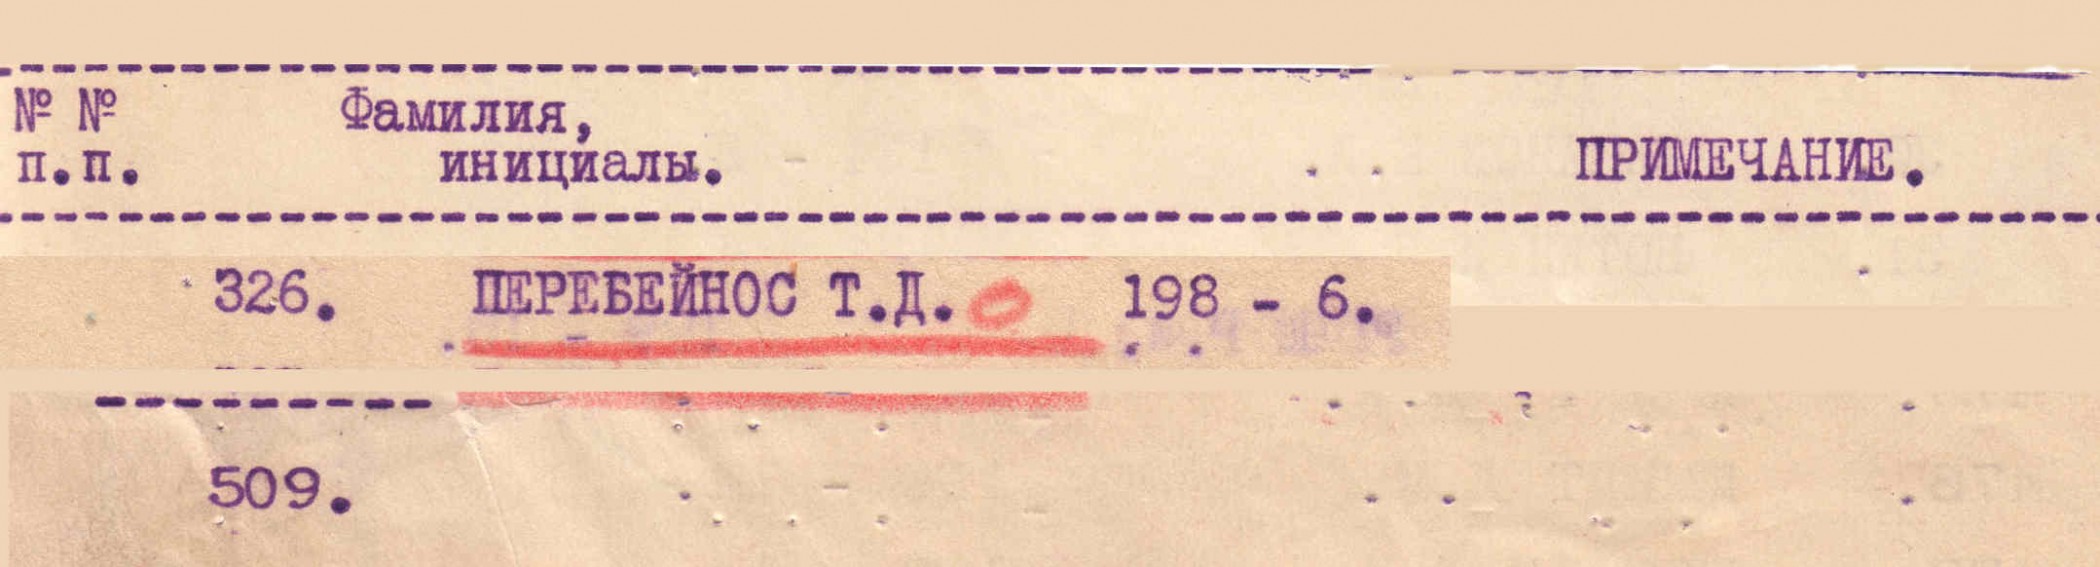 № № Фамилия,
п.п. инициалы. ПРИМЕЧАНИЕ.
326. ПЕРЕБЕЙНОС Т.Д. 198 - 6.
509.